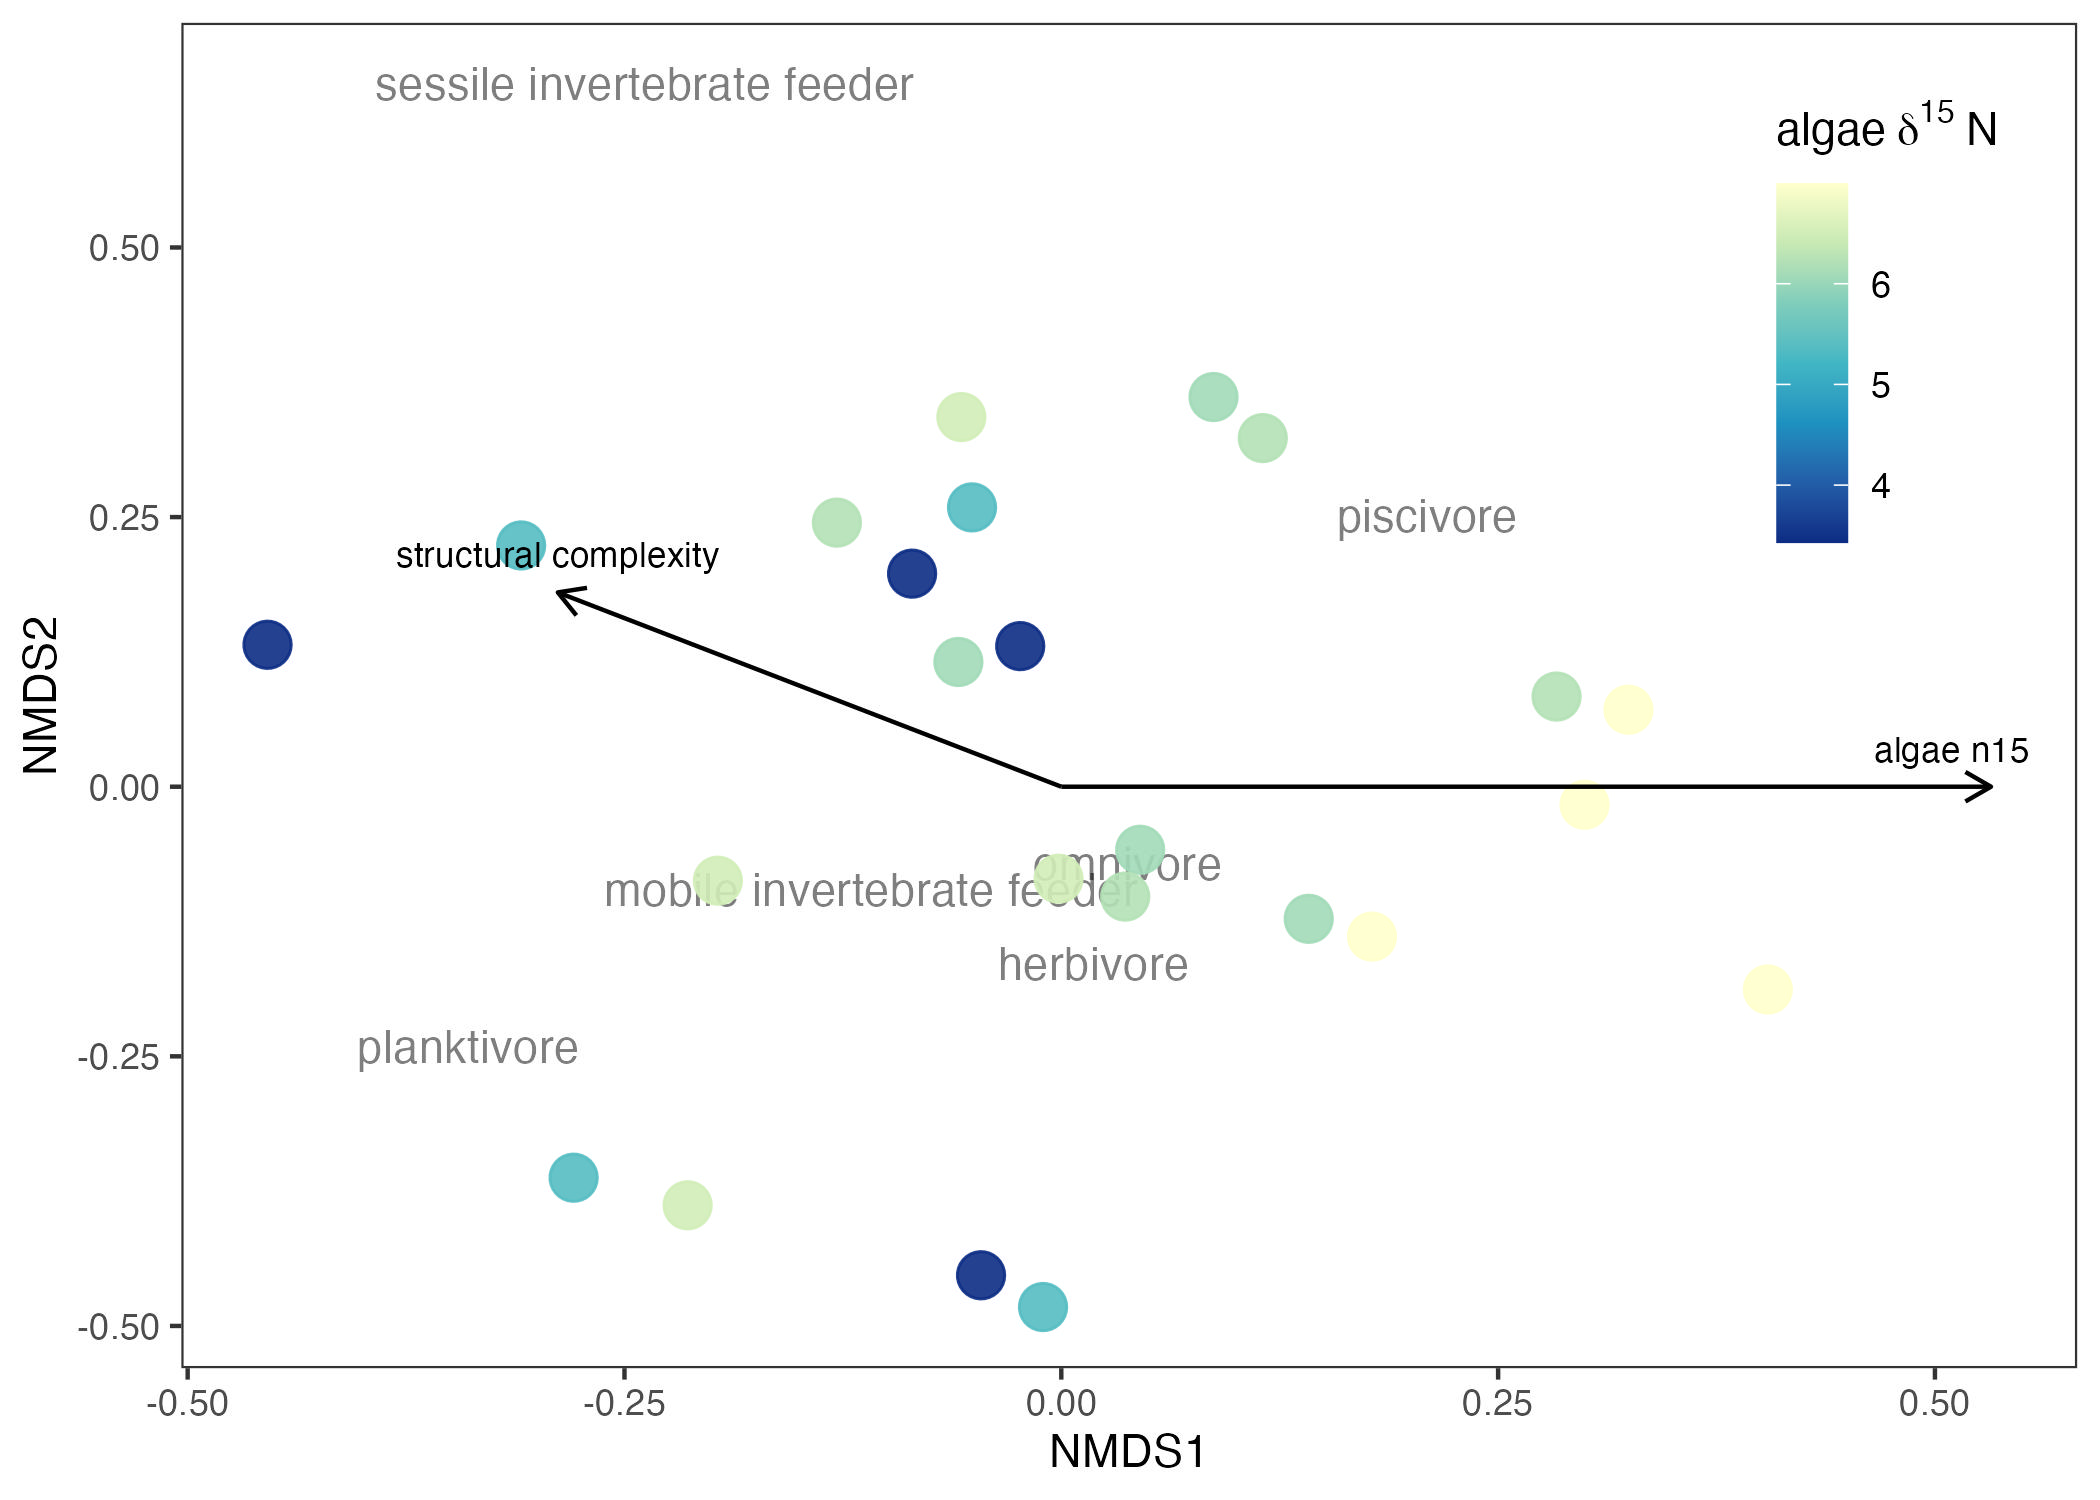 sessile invertebrate feeder
algae δ15 N
6
5
4
0.50
0.25
0.00
-0.25
-0.50
NMDS2
piscivore
structural complexity
algae n15
omnivore
mobile invertebrate feeder
herbivore
planktivore
-0.50
-0.25
0.00
0.25
0.50
NMDS1